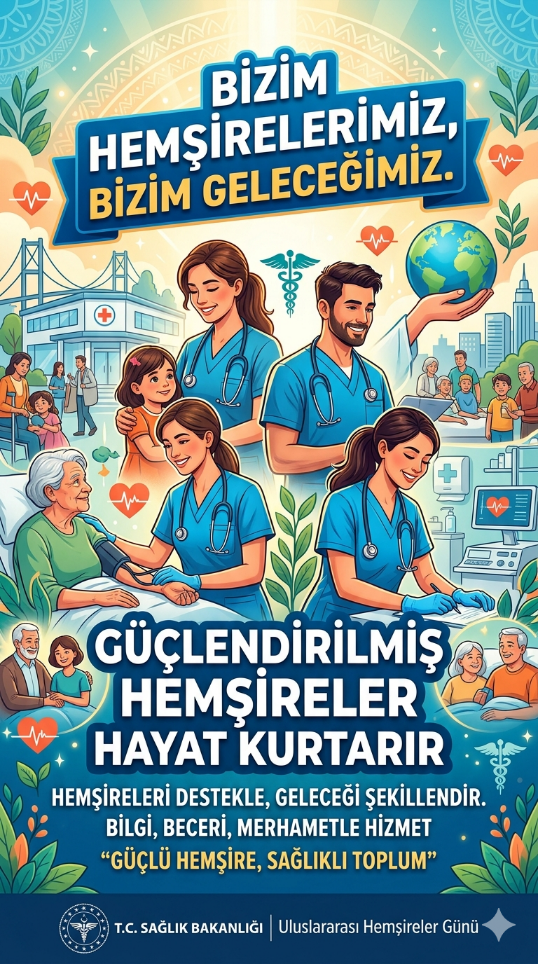 BİZİM
HEMŞİRELERİMİZ,
BİZİM GELECEĞİMİZ.
GÜÇLENDİRİLMİŞ
HEMŞİRELER
HAYAT KURTARIR
HEMŞİRELERİ DESTEKLE, GELECEĞİ ŞEKİLLENDİR.
BİLGİ, BECERİ, MERHAMETLE HİZMET
“GÜÇLÜ HEMŞİRE, SAĞLIKLI TOPLUM”
T.C. SAĞLIK BAKANLIĞI | Uluslararası Hemşireler Günü